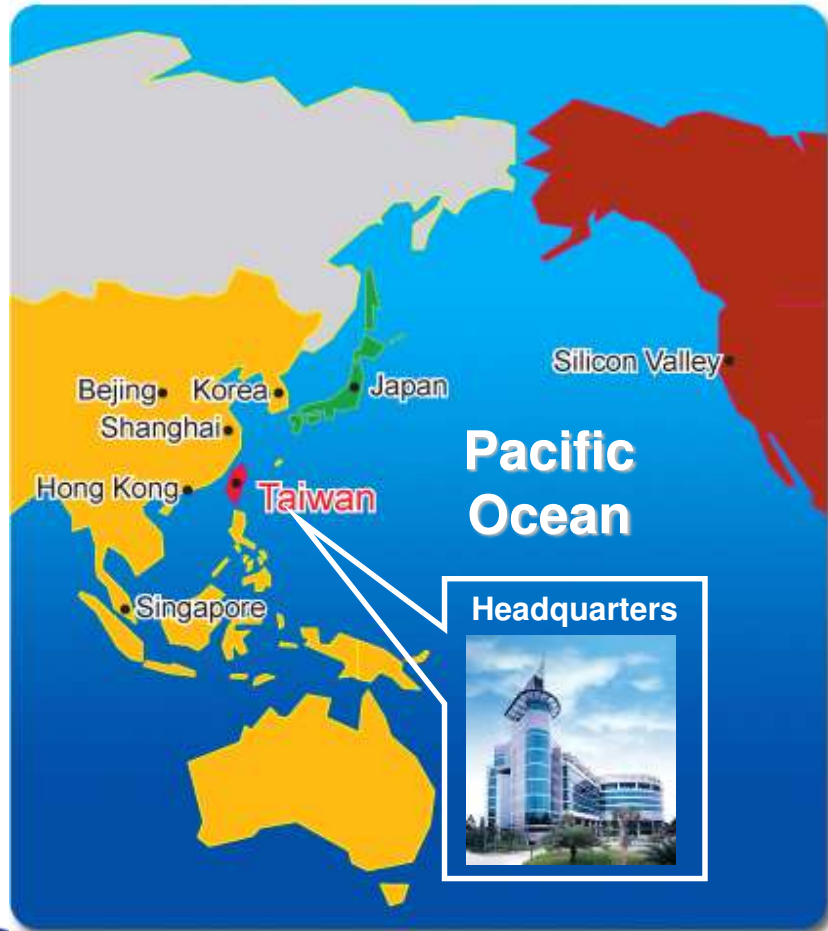 Silicon Valley
Bejing
Korea
Japan
Shanghai
Pacific
Ocean
Hong Kong
Taiwan
Singapore
Headquarters